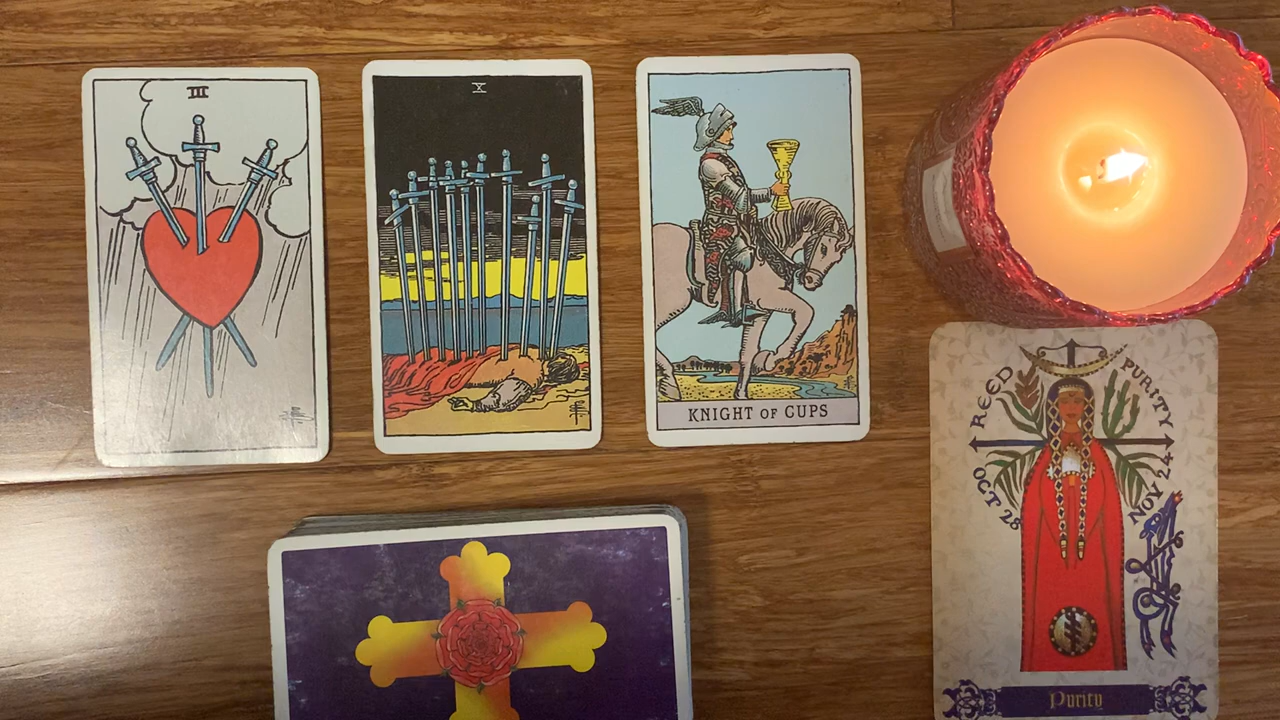 III
X
KNIGHT OF CUPS
REED
PURITY
OCT 28
NOV 24
Purity